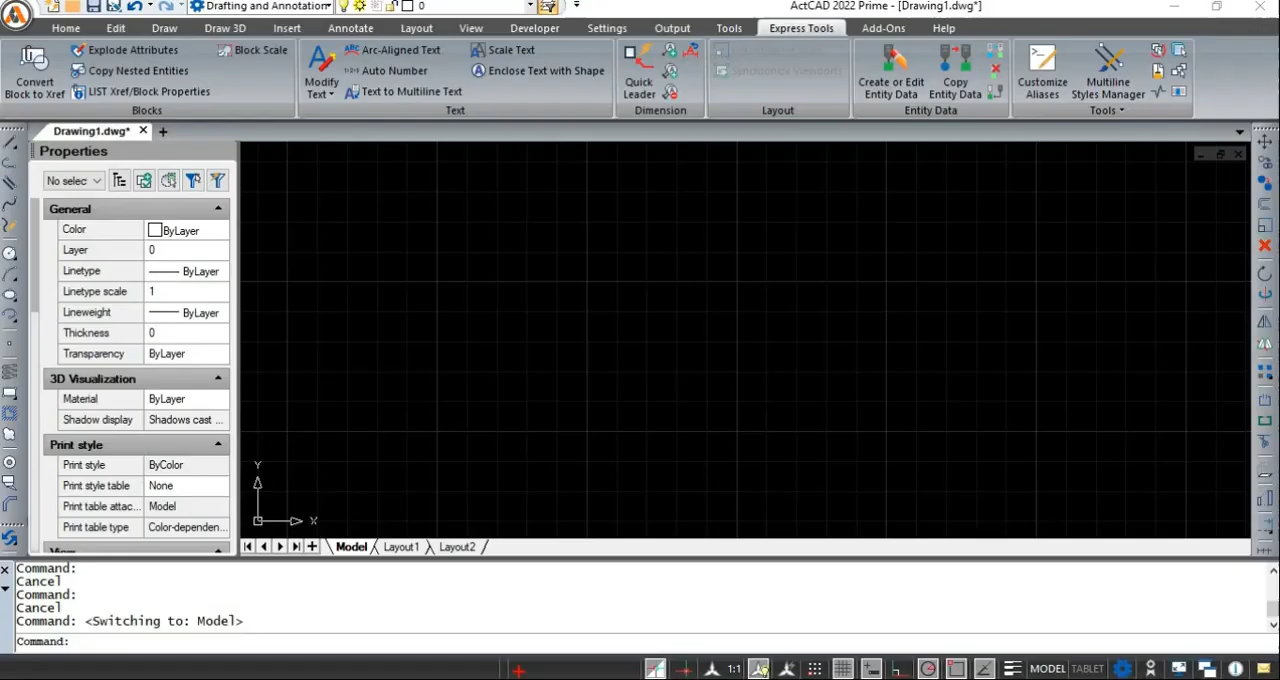 Drafting and Annotation
0
ActCAD 2022 Prime - [Drawing1.dwg*]
Home Edit Draw Draw 3D Insert Annotate Layout View Developer Settings Tools Output Express Tools Add-Ons Help
Convert
Block to Xref
Explode Attributes
Block Scale
Copy Nested Entities
LIST Xref/Block Properties
Blocks
Modify
Text
Arc-Aligned Text
Scale Text
Auto Number
Enclose Text with Shape
Text to Multiline Text
Text
Quick
Leader
Dimension
Synchronize Viewports
Layout
Create or Edit
Entity Data
Copy
Entity Data
Entity Data
Customize
Aliases
Multiline
Styles Manager
Tools
Drawing1.dwg*
Properties
No selec
General
Color ByLayer
Layer 0
Linetype ByLayer
Linetype scale 1
Lineweight ByLayer
Thickness 0
Transparency ByLayer
3D Visualization
Material ByLayer
Shadow display Shadows cast ...
Print style
Print style ByColor
Print style table None
Print table attac... Model
Print table type Color-dependen...
View
Y
X
Model Layout1 Layout2
Command:
Cancel
Command:
Cancel
Command: <Switching to: Model>
Command:
1:1
MODEL TABLET